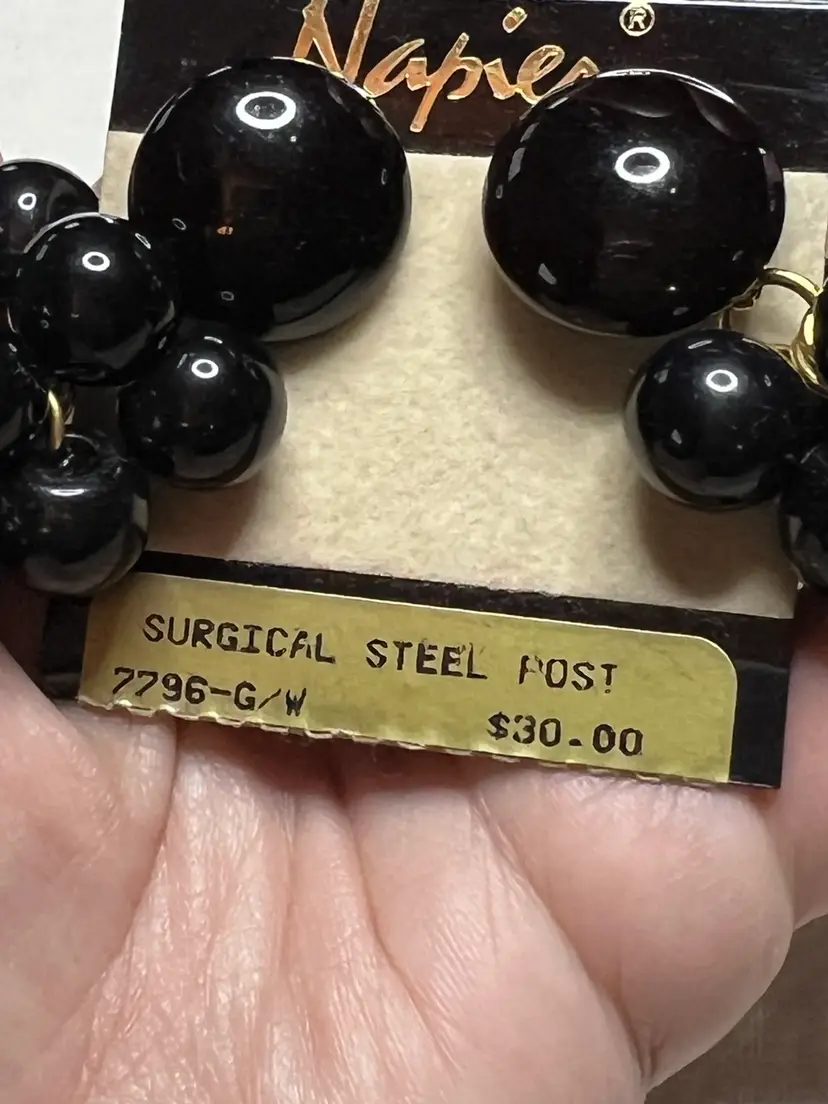 Napier®
SURGICAL STEEL POST
7796-G/W
$30.00